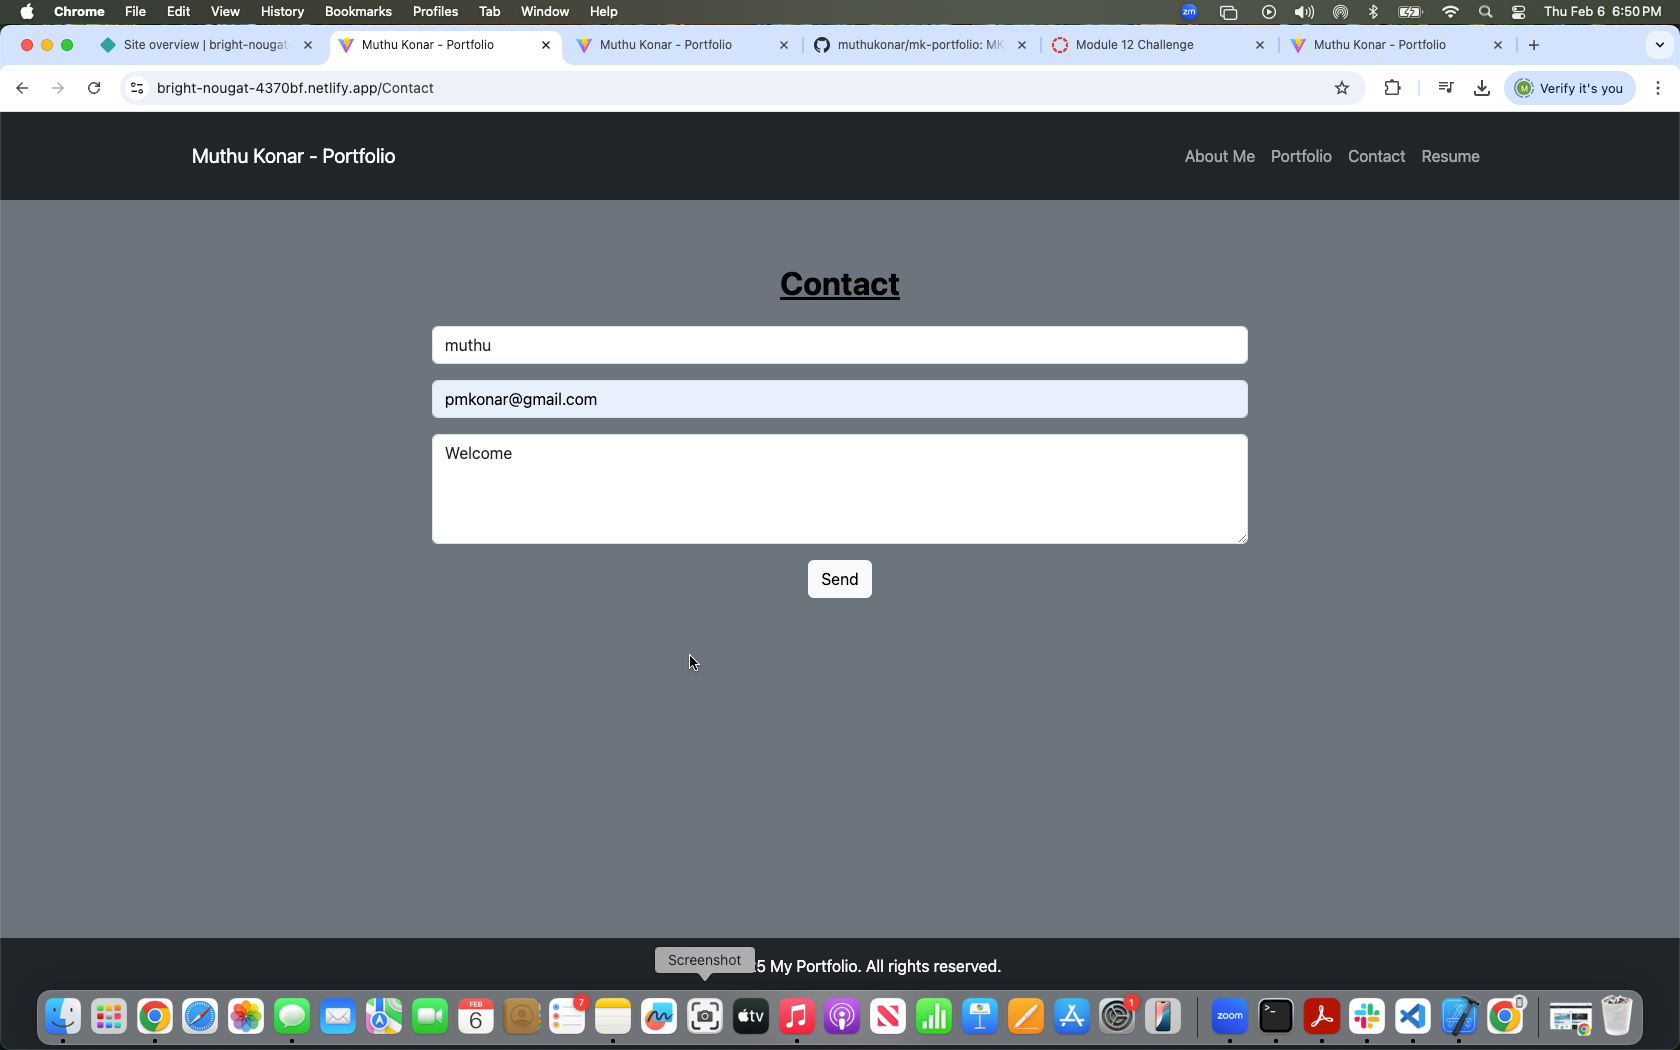 Chrome File Edit View History Bookmarks Profiles Tab Window Help zm Thu Feb 6 6:50 PM
Site overview | bright-nougat Muthu Konar - Portfolio Muthu Konar - Portfolio muthukonar/mk-portfolio: MK Module 12 Challenge Muthu Konar - Portfolio
bright-nougat-4370bf.netlify.app/Contact M Verify it's you
Muthu Konar - Portfolio About Me Portfolio Contact Resume
Contact
muthu
pmkonar@gmail.com
Welcome
Send
Screenshot
5 My Portfolio. All rights reserved.
FEB
6
7
tv
1
zoom